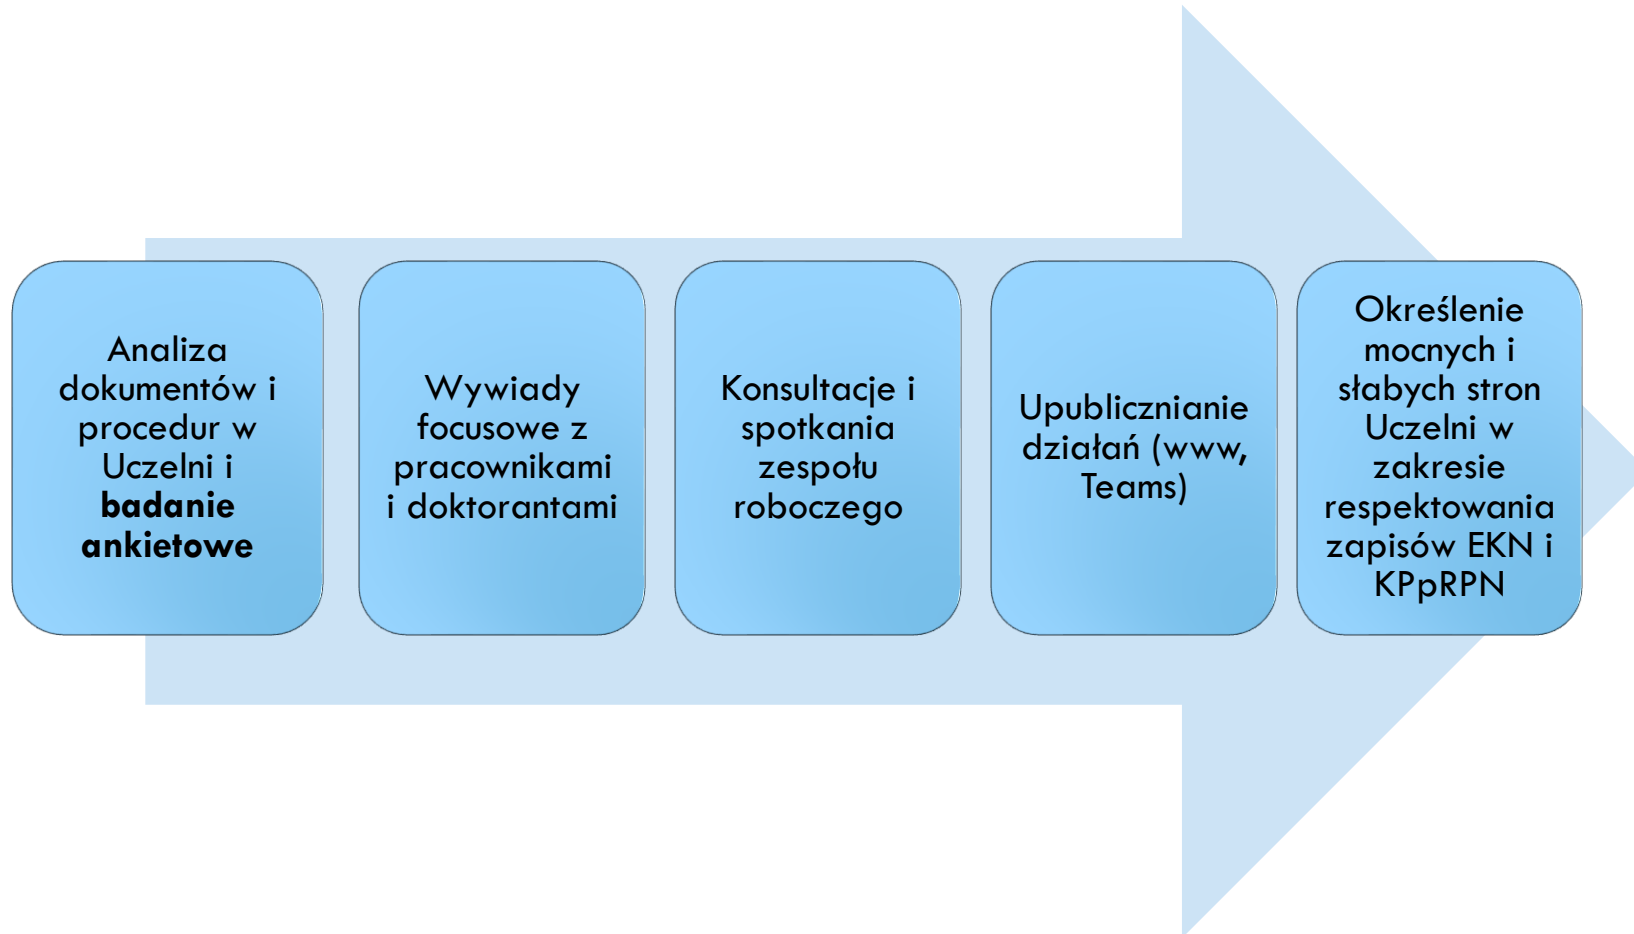 Analiza
dokumentów i
procedur w
Uczelni i
badanie
ankietowe
Wywiady
focusowe z
pracownikami
i doktorantami
Konsultacje i
spotkania
zespołu
roboczego
Upublicznianie
działań (www,
Teams)
Określenie
mocnych i
słabych stron
Uczelni w
zakresie
respektowania
zapisów EKN i
KPpRPN